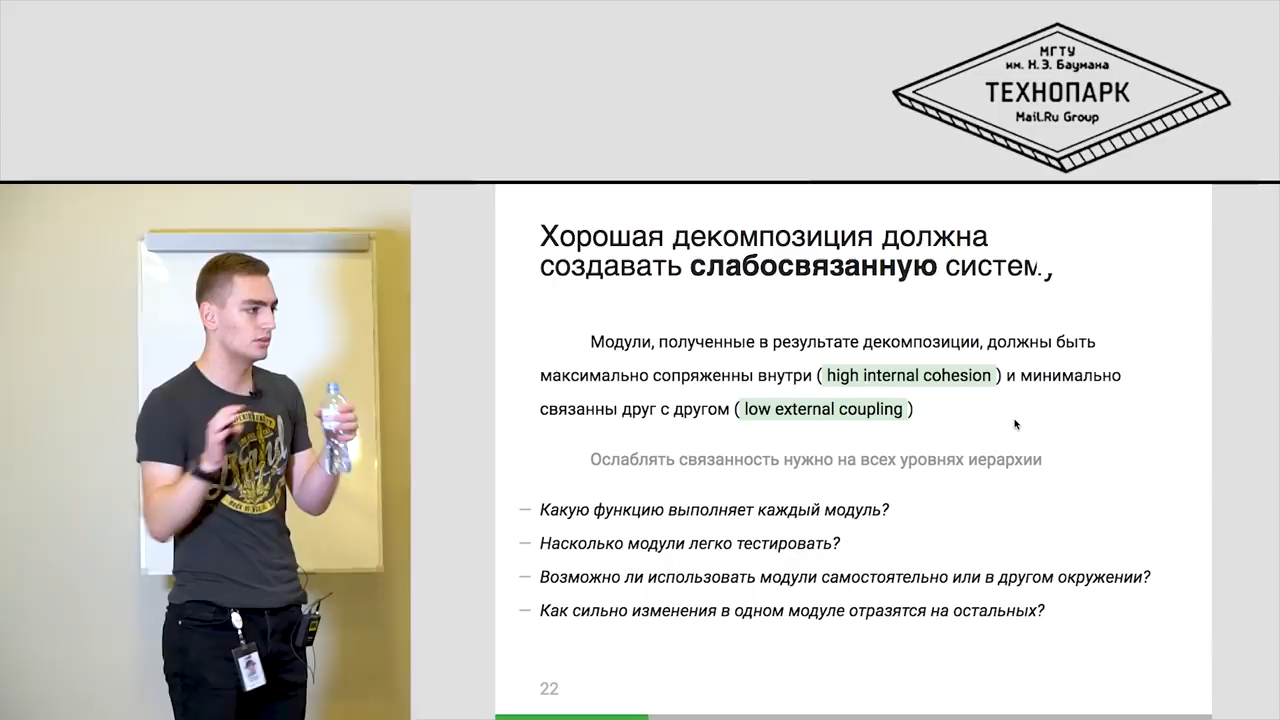 МГТУ
им. Н.Э. Баумана
ТЕХНОПАРК
Mail.Ru Group
Хорошая декомпозиция должна
создавать слабосвязанную
Модули, полученные в результате декомпозиции, должны быть
максимально сопряженны внутри ( high internal cohesion ) и минимально
связанны друг с другом ( low external coupling )
Ослаблять связанность нужно на всех уровнях иерархии
— Какую функцию выполняет каждый модуль?
— Насколько модули легко тестировать?
— Возможно ли использовать модули самостоятельно или в другом окружении?
— Как сильно изменения в одном модуле отразятся на остальных?
22